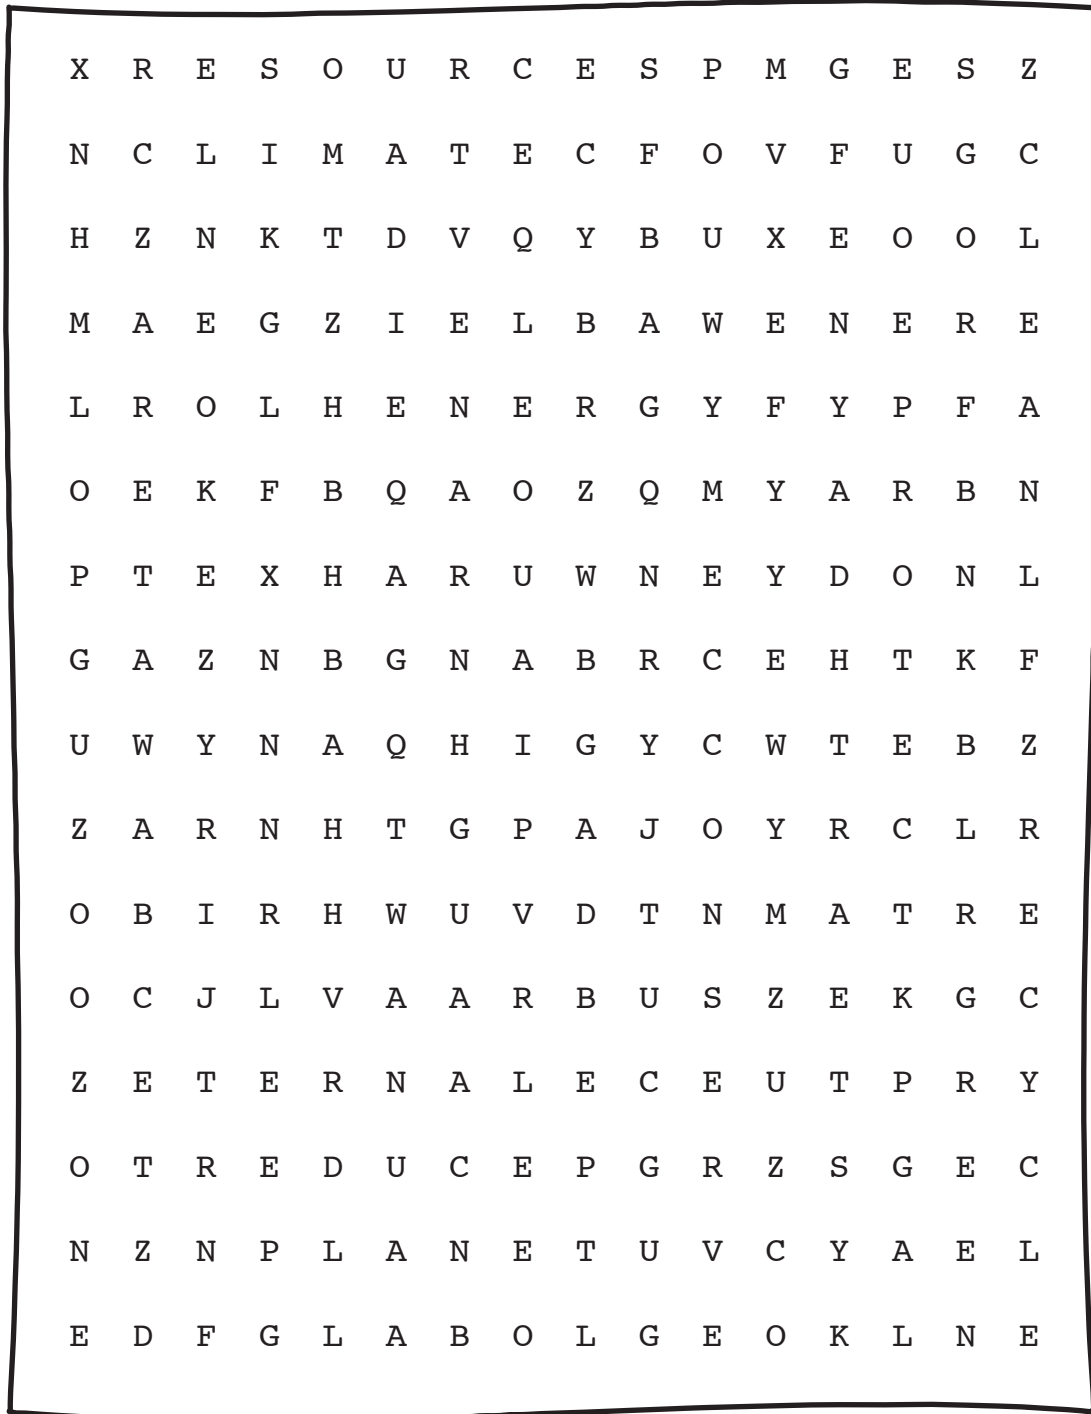 X R E S O U R C E S P M G E S Z
N C L I M A T E C F O V F U G C
H Z N K T D V Q Y B U X E O O L
M A E G Z I E L B A W E N E R E
L R O L H E N E R G Y F Y P F A
O E K F B Q A O Z Q M Y A R B N
P T E X H A R U W N E Y D O N L
G A Z N B G N A B R C E H T K F
U W Y N A Q H I G Y C W T E B Z
Z A R N H T G P A J O Y R C L R
O B I R H W U V D T N M A T R E
O C J L V A A R B U S Z E K G C
Z E T E R N A L E C E U T P R Y
O T R E D U C E P G R Z S G E C
N Z N P L A N E T U V C Y A E L
E D F G L A B O L G E O K L N E